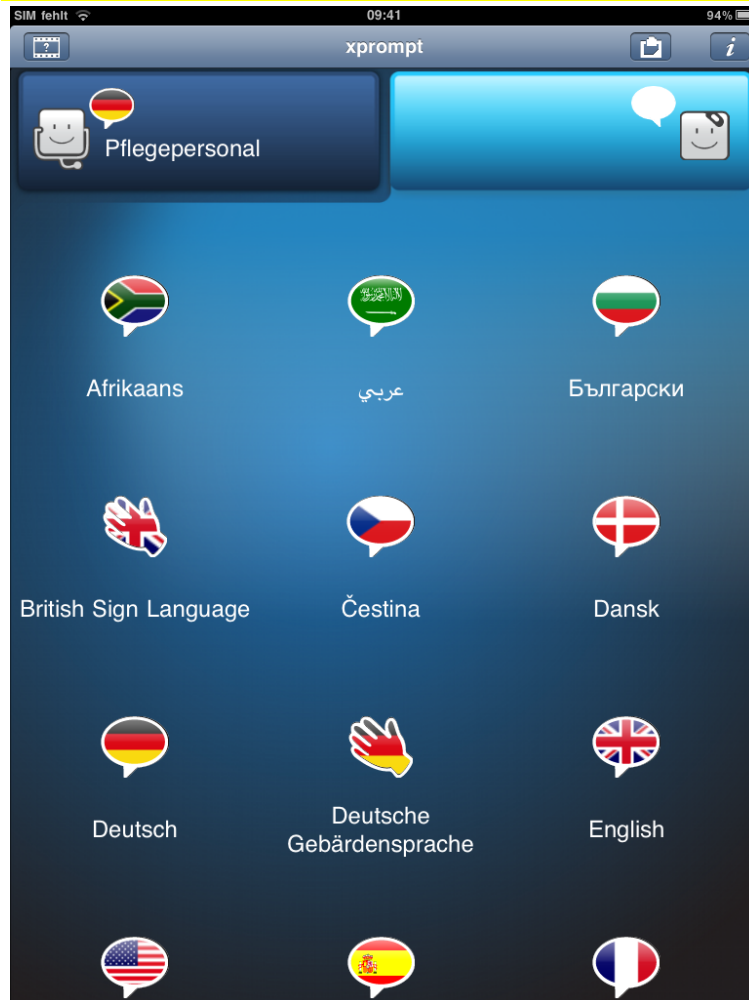 SIM fehlt 09:41 94%
xprompt
Pflegepersonal
Afrikaans عربي Български
British Sign Language Čestina Dansk
Deutsch Deutsche Gebärdensprache English